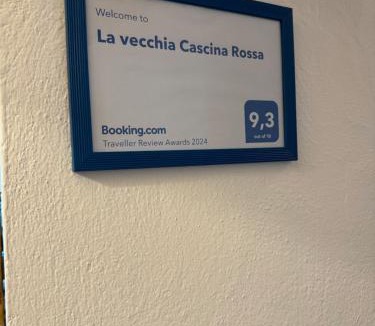 Welcome to
La vecchia Cascina Rossa
9,3
out of 10
Booking.com
Traveller Review Awards 2024